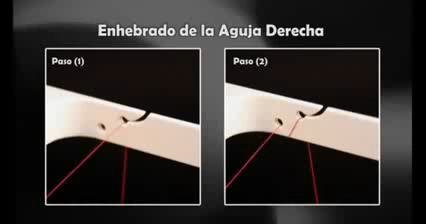 Enhebrado de la Aguja Derecha
Paso (1)
Paso (2)